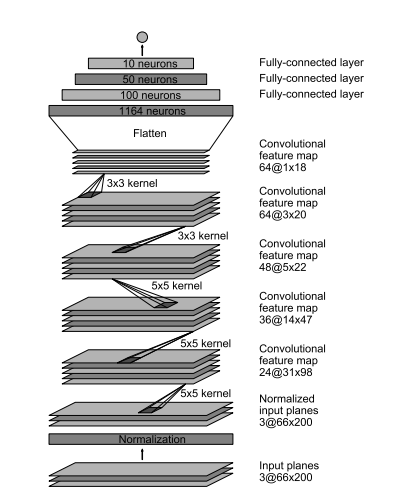 10 neurons
Fully-connected layer
50 neurons
Fully-connected layer
100 neurons
Fully-connected layer
1164 neurons
Flatten
Convolutional
feature map
64@1x18
3x3 kernel
Convolutional
feature map
64@3x20
3x3 kernel
Convolutional
feature map
48@5x22
5x5 kernel
Convolutional
feature map
36@14x47
5x5 kernel
Convolutional
feature map
24@31x98
5x5 kernel
Normalized
input planes
3@66x200
Normalization
Input planes
3@66x200